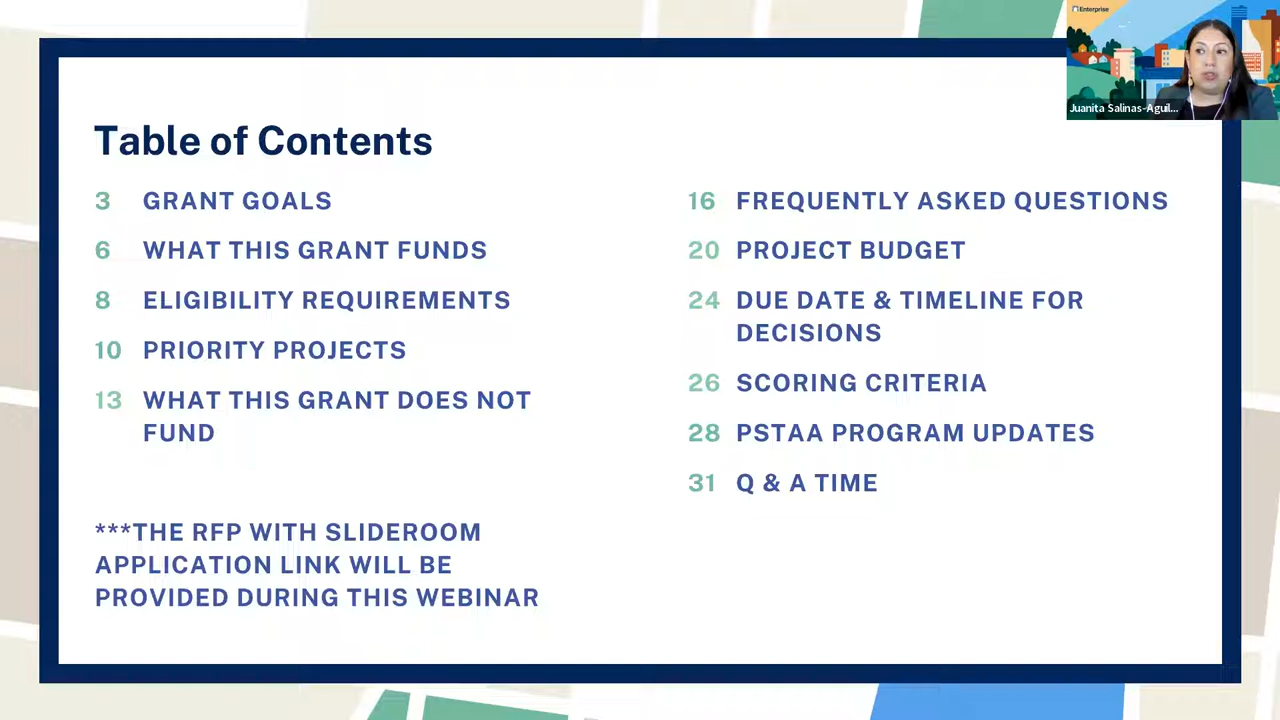 Enterprise
Juanita Salinas-Aguil...
Table of Contents
3 GRANT GOALS
6 WHAT THIS GRANT FUNDS
8 ELIGIBILITY REQUIREMENTS
10 PRIORITY PROJECTS
13 WHAT THIS GRANT DOES NOT
FUND
***THE RFP WITH SLIDEROOM
APPLICATION LINK WILL BE
PROVIDED DURING THIS WEBINAR
16 FREQUENTLY ASKED QUESTIONS
20 PROJECT BUDGET
24 DUE DATE & TIMELINE FOR
DECISIONS
26 SCORING CRITERIA
28 PSTAA PROGRAM UPDATES
31 Q & A TIME